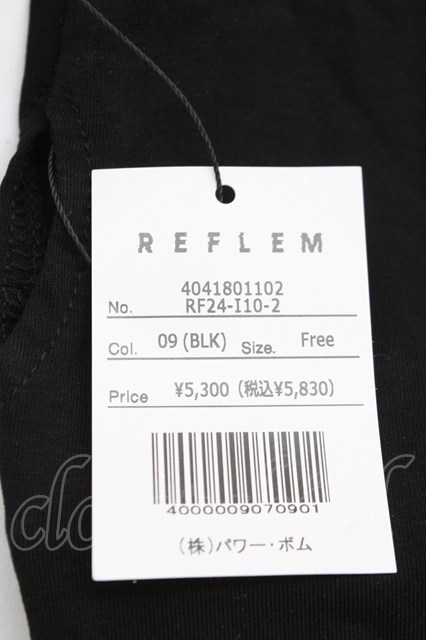 REFLEM
4041801102
No. RF24-I10-2
Col. 09 (BLK) Size. Free
Price ¥5,300 (税込¥5,830)
4000009070901
(株)パワー・ボム